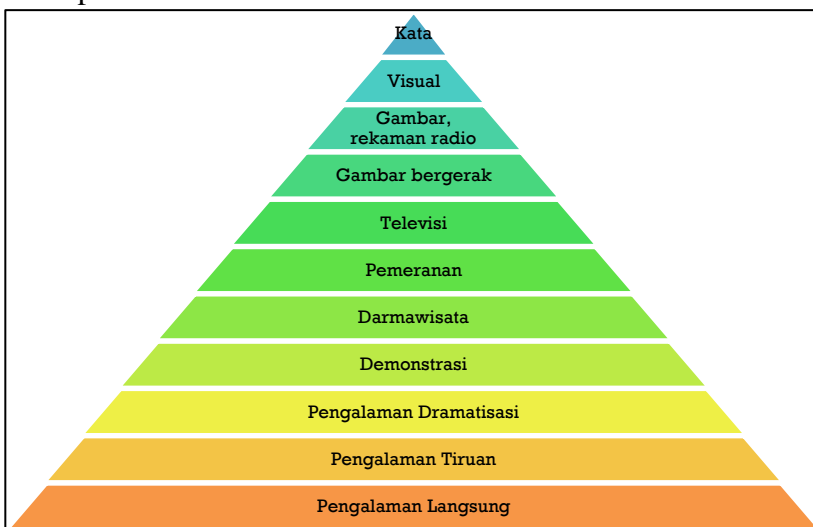 Kata
Visual
Gambar,
rekaman radio
Gambar bergerak
Televisi
Pemeranan
Darmawisata
Demonstrasi
Pengalaman Dramatisasi
Pengalaman Tiruan
Pengalaman Langsung